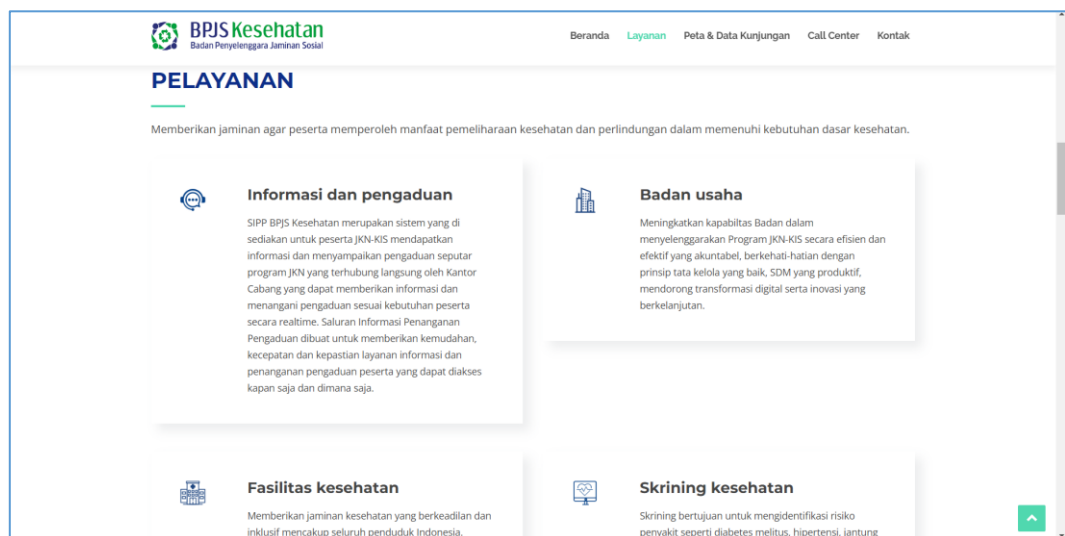 BPJS Kesehatan
Badan Penyelenggara Jaminan Sosial
Beranda Layanan Peta & Data Kunjungan Call Center Kontak
PELAYANAN
Memberikan jaminan agar peserta memperoleh manfaat pemeliharaan kesehatan dan perlindungan dalam memenuhi kebutuhan dasar kesehatan.
Informasi dan pengaduan
SIPP BPJS Kesehatan merupakan sistem yang di
sediakan untuk peserta JKN-KIS mendapatkan
informasi dan menyampaikan pengaduan seputar
program JKN yang terhubung langsung oleh Kantor
Cabang yang dapat memberikan informasi dan
menangani pengaduan sesuai kebutuhan peserta
secara realtime. Saluran Informasi Penanganan
Pengaduan dibuat untuk memberikan kemudahan,
kecepatan dan kepastian layanan informasi dan
penanganan pengaduan peserta yang dapat diakses
kapan saja dan dimana saja.
Badan usaha
Meningkatkan kapabiltas Badan dalam
menyelenggarakan Program JKN-KIS secara efisien dan
efektif yang akuntabel, berkehati-hatian dengan
prinsip tata kelola yang baik, SDM yang produktif,
mendorong transformasi digital serta inovasi yang
berkelanjutan.
Fasilitas kesehatan
Memberikan jaminan kesehatan yang berkeadilan dan
inklusif mencakup seluruh penduduk Indonesia.
Skrining kesehatan
Skrining bertujuan untuk mengidentifikasi risiko
penyakit seperti diabetes melitus, hipertensi, jantung